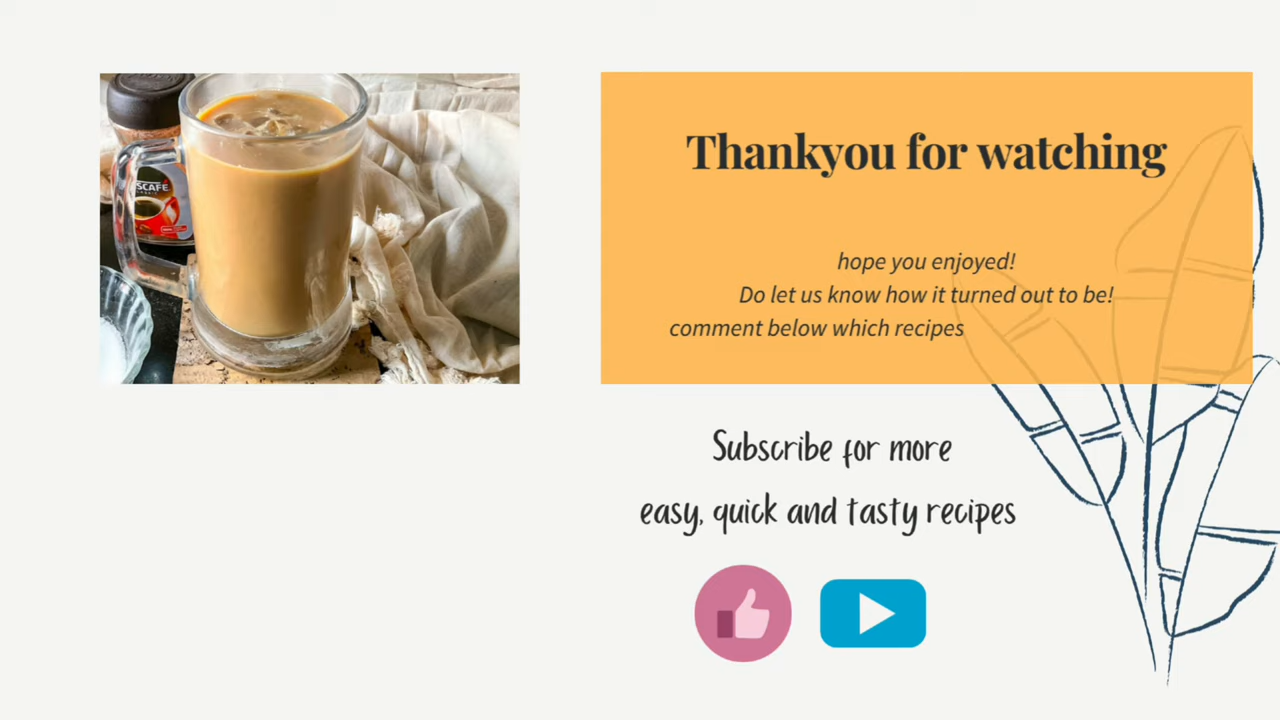 SCAFE
Thankyou for watching
hope you enjoyed!
Do let us know how it turned out to be!
comment below which recipes
Subscribe for more
easy, quick and tasty recipes